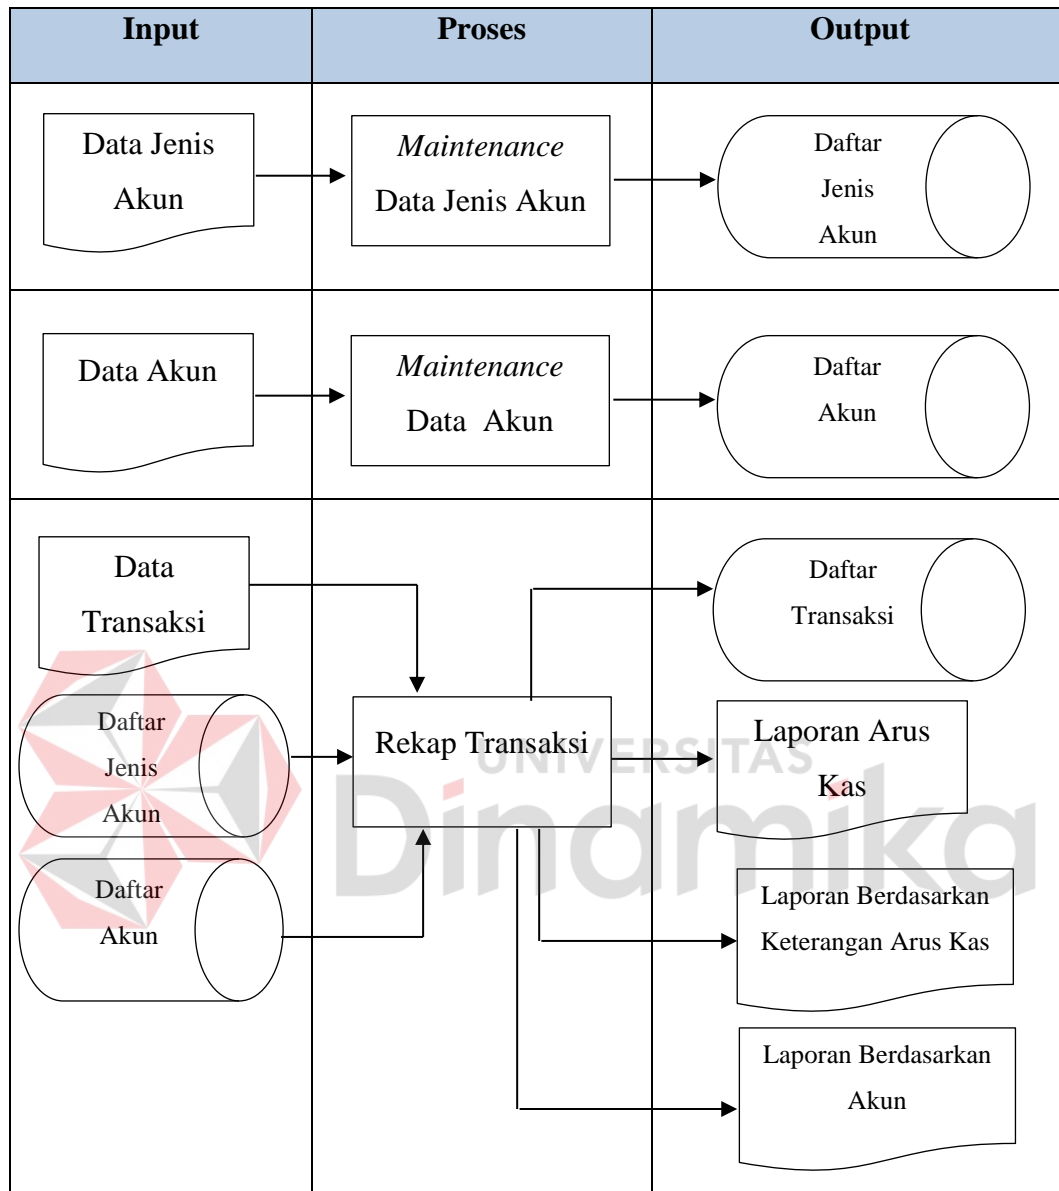 Input
Proses
Output
Data Jenis
Akun
Maintenance
Data Jenis Akun
Daftar
Jenis
Akun
Data Akun
Maintenance
Data Akun
Daftar
Akun
Data
Transaksi
Daftar
Jenis
Akun
Daftar
Akun
Rekap Transaksi
Daftar
Transaksi
Laporan Arus
Kas
Laporan Berdasarkan
Keterangan Arus Kas
Laporan Berdasarkan
Akun
UNIVERSITAS
Dinamika